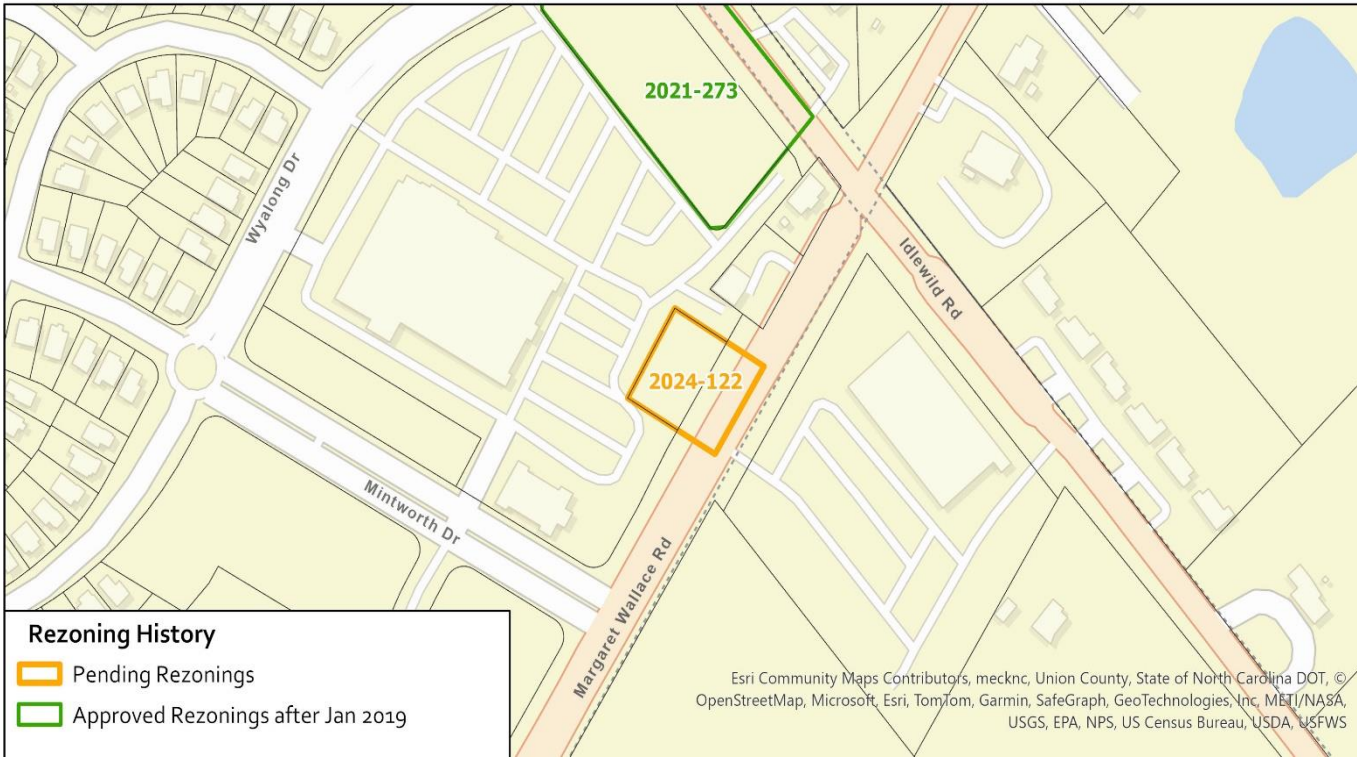 2021-273
Wyalong Dr
Idlewild Rd
2024-122
Mintworth Dr
Margaret Wallace Rd
Rezoning History
Pending Rezonings
Approved Rezonings after Jan 2019
Esri Community Maps Contributors, mecknc, Union County, State of North Carolina DOT, ©
OpenStreetMap, Microsoft, Esri, TomTom, Garmin, SafeGraph, GeoTechnologies, Inc, METI/NASA,
USGS, EPA, NPS, US Census Bureau, USDA, USFWS